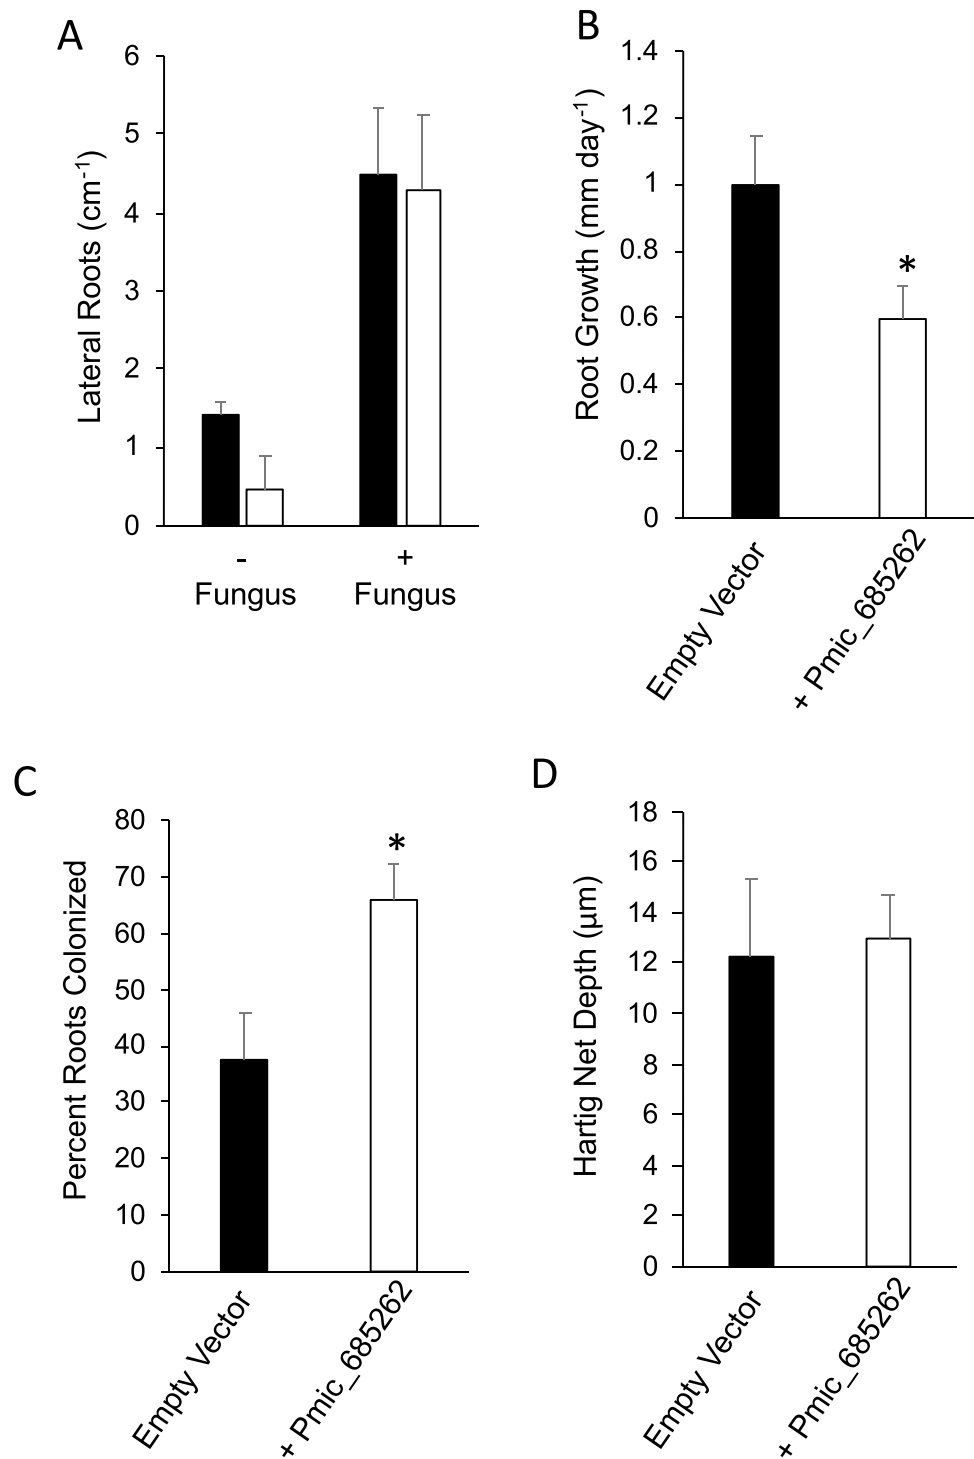 A
Lateral Roots (cm-1)
6
5
4
3
2
1
0
-
Fungus
+
Fungus
B
Root Growth (mm day-1)
1.4
1.2
1
0.8
0.6
0.4
0.2
0
*
Empty Vector
+ Pmic_685262
C
Percent Roots Colonized
80
70
60
50
40
30
20
10
0
*
Empty Vector
+ Pmic_685262
D
Hartig Net Depth (µm)
18
16
14
12
10
8
6
4
2
0
Empty Vector
+ Pmic_685262